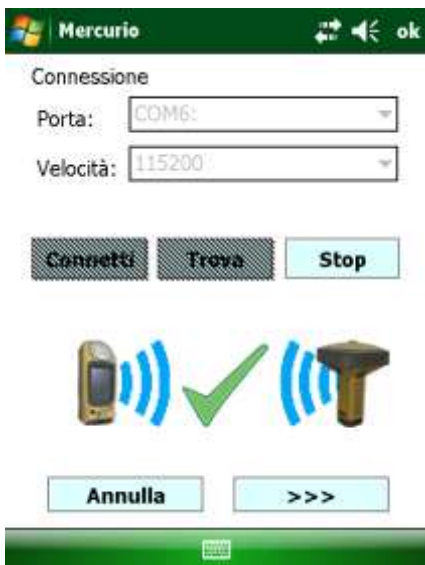 Mercurio ok
Connessione
Porta: COM6:
Velocità: 115200
Connetti Trova Stop
Annulla >>>